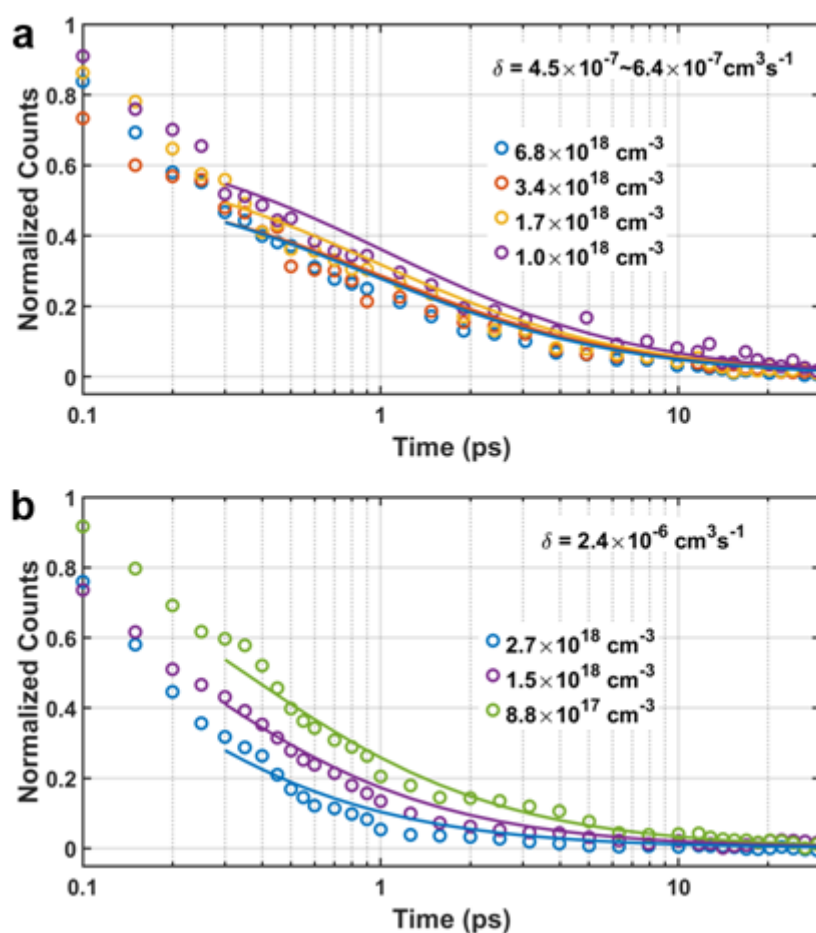 a
δ = 4.5×10⁻⁷~6.4×10⁻⁷cm³s⁻¹
6.8×10¹⁸ cm⁻³
3.4×10¹⁸ cm⁻³
1.7×10¹⁸ cm⁻³
1.0×10¹⁸ cm⁻³
Normalized Counts
1
0.8
0.6
0.4
0.2
0
0.1 1 10
Time (ps)
b
δ = 2.4×10⁻⁶ cm³s⁻¹
2.7×10¹⁸ cm⁻³
1.5×10¹⁸ cm⁻³
8.8×10¹⁷ cm⁻³
Normalized Counts
1
0.8
0.6
0.4
0.2
0
0.1 1 10
Time (ps)